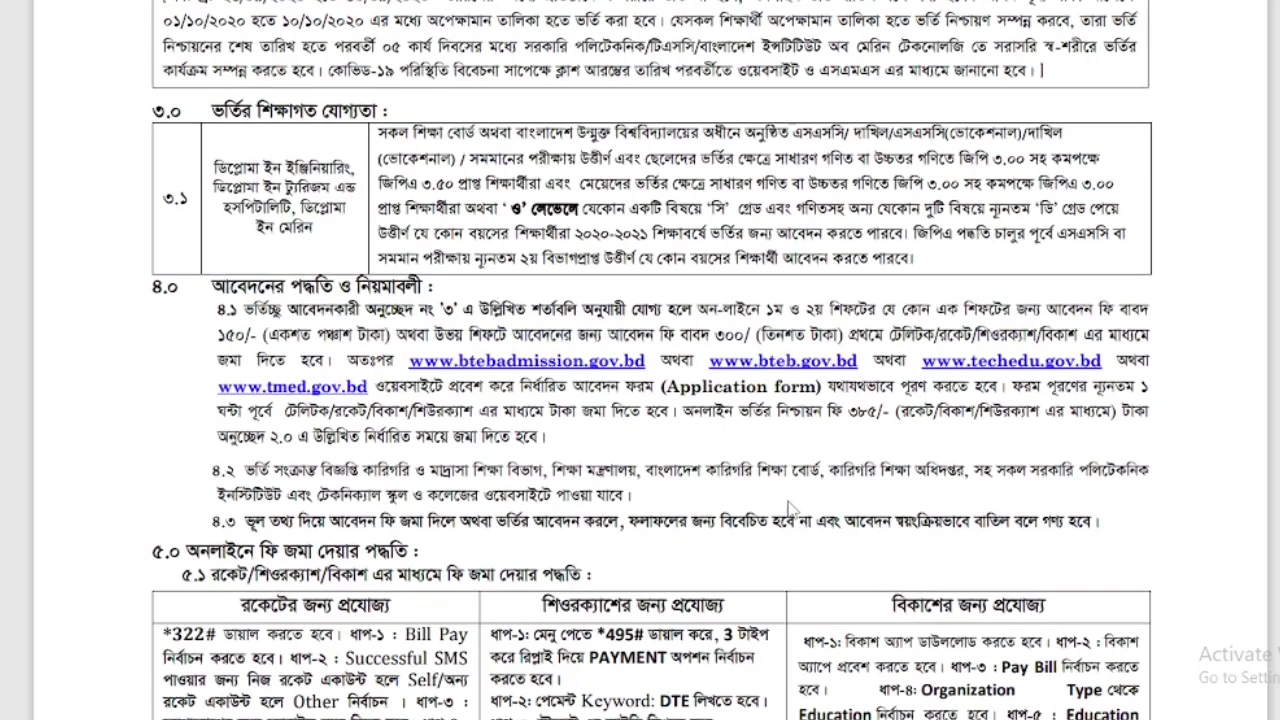 ০১/১০/২০২০ হতে ১০/১০/২০২০ এর মধ্যে অপেক্ষামান তালিকা হতে ভর্তি করা হবে। যেসকল শিক্ষার্থী অপেক্ষামান তালিকা হতে ভর্তি নিশ্চায়ণ সম্পন্ন করবে, তারা ভর্তি
নিশ্চায়নের শেষ তারিখ হতে পরবর্তী ০৫ কার্য দিবসের মধ্যে সরকারি পলিটেকনিক/টিএসসি/বাংলাদেশ ইন্সটিটিউট অব মেরিন টেকনোলজি তে সরাসরি স্ব-শরীরে ভর্তির
কার্যক্রম সম্পন্ন করতে হবে। কোভিড-১৯ পরিস্থিতি বিবেচনা সাপেক্ষে ক্লাশ আরম্ভের তারিখ পরবর্তীতে ওয়েবসাইট ও এসএমএস এর মাধ্যমে জানানো হবে। ]
৩.০ ভর্তির শিক্ষাগত যোগ্যতা :
৩.১
ডিপ্লোমা ইন ইঞ্জিনিয়ারিং,
ডিপ্লোমা ইন ট্যুরিজম এন্ড
হসপিটালিটি, ডিপ্লোমা
ইন মেরিন
সকল শিক্ষা বোর্ড অথবা বাংলাদেশ উন্মুক্ত বিশ্ববিদ্যালয়ের অধীনে অনুষ্ঠিত এসএসসি/ দাখিল/এসএসসি(ভোকেশনাল)/দাখিল
(ভোকেশনাল) / সমমানের পরীক্ষায় উত্তীর্ণ এবং ছেলেদের ভর্তির ক্ষেত্রে সাধারণ গণিত বা উচ্চতর গণিতে জিপি ৩.০০ সহ কমপক্ষে
জিপিএ ৩.৫০ প্রাপ্ত শিক্ষার্থীরা এবং মেয়েদের ভর্তির ক্ষেত্রে সাধারণ গণিত বা উচ্চতর গণিতে জিপি ৩.০০ সহ কমপক্ষে জিপিএ ৩.০০
প্রাপ্ত শিক্ষার্থীরা অথবা ‘ ও’ লেভেলে যেকোন একটি বিষয়ে ‘সি’ গ্রেড এবং গণিতসহ অন্য যেকোন দুটি বিষয়ে ন্যূনতম ‘ডি’ গ্রেড পেয়ে
উত্তীর্ণ যে কোন বয়সের শিক্ষার্থীরা ২০২০-২০২১ শিক্ষাবর্ষে ভর্তির জন্য আবেদন করতে পারবে। জিপিএ পদ্ধতি চালুর পূর্বে এসএসসি বা
সমমান পরীক্ষায় ন্যূনতম ২য় বিভাগপ্রাপ্ত উত্তীর্ণ যে কোন বয়সের শিক্ষার্থী আবেদন করতে পারবে।
৪.০ আবেদনের পদ্ধতি ও নিয়মাবলী :
৪.১ ভর্তিচ্ছু আবেদনকারী অনুচ্ছেদ নং '৩' এ উল্লিখিত শর্তাবলি অনুযায়ী যোগ্য হলে অন-লাইনে ১ম ও ২য় শিফটের যে কোন এক শিফটের জন্য আবেদন ফি বাবদ
১৫০/- (একশত পঞ্চাশ টাকা) অথবা উভয় শিফটে আবেদনের জন্য আবেদন ফি বাবদ ৩০০/ (তিনশত টাকা) প্রথমে টেলিটক/রকেট/শিওরক্যাশ/বিকাশ এর মাধ্যমে
জমা দিতে হবে। অতঃপর www.btebadmission.gov.bd অথবা www.bteb.gov.bd অথবা www.techedu.gov.bd অথবা
www.tmed.gov.bd ওয়েবসাইটে প্রবেশ করে নির্ধারিত আবেদন ফরম (Application form) যথাযথভাবে পূরণ করতে হবে। ফরম পূরণের ন্যূনতম ১
ঘন্টা পূর্বে টেলিটক/রকেট/বিকাশ/শিউরক্যাশ এর মাধ্যমে টাকা জমা দিতে হবে। অনলাইন ভর্তির নিশ্চায়ন ফি ৩৮৫/- (রকেট/বিকাশ/শিউরক্যাশ এর মাধ্যমে) টাকা
অনুচ্ছেদ ২.০ এ উল্লিখিত নির্ধারিত সময়ে জমা দিতে হবে।
৪.২ ভর্তি সংক্রান্ত বিজ্ঞপ্তি কারিগরি ও মাদ্রাসা শিক্ষা বিভাগ, শিক্ষা মন্ত্রণালয়, বাংলাদেশ কারিগরি শিক্ষা বোর্ড, কারিগরি শিক্ষা অধিদপ্তর, সহ সকল সরকারি পলিটেকনিক
ইনস্টিটিউট এবং টেকনিক্যাল স্কুল ও কলেজের ওয়েবসাইটে পাওয়া যাবে।
৪.৩ ভূল তথ্য দিয়ে আবেদন ফি জমা দিলে অথবা ভর্তির আবেদন করলে, ফলাফলের জন্য বিবেচিত হবে না এবং আবেদন স্বয়ংক্রিয়ভাবে বাতিল বলে গণ্য হবে।
৫.০ অনলাইনে ফি জমা দেয়ার পদ্ধতি :
৫.১ রকেট/শিওরক্যাশ/বিকাশ এর মাধ্যমে ফি জমা দেয়ার পদ্ধতি :
রকেটের জন্য প্রযোজ্য
শিওরক্যাশের জন্য প্রযোজ্য
বিকাশের জন্য প্রযোজ্য
*322# ডায়াল করতে হবে। ধাপ-১ : Bill Pay
নির্বাচন করতে হবে। ধাপ-২ : Successful SMS
পাওয়ার জন্য নিজ রকেট একাউন্ট হলে Self/অন্য
রকেট একাউন্ট হলে Other নির্বাচন । ধাপ-৩ :
ধাপ-১: মেনু পেতে *495# ডায়াল করে, 3 টাইপ
করে রিপ্লাই দিয়ে PAYMENT অপশন নির্বাচন
করতে হবে।
ধাপ-২: পেমেন্ট Keyword: DTE লিখতে হবে।
ধাপ-১: বিকাশ অ্যাপ ডাউনলোড করতে হবে। ধাপ-২ : বিকাশ
অ্যাপে প্রবেশ করতে হবে। ধাপ-৩ : Pay Bill নির্বাচন করতে
হবে। ধাপ-৪: Organization Type থেকে
Education নির্বাচন করতে হবে। ধাপ-৫ : Education
Activate
Go to Settin